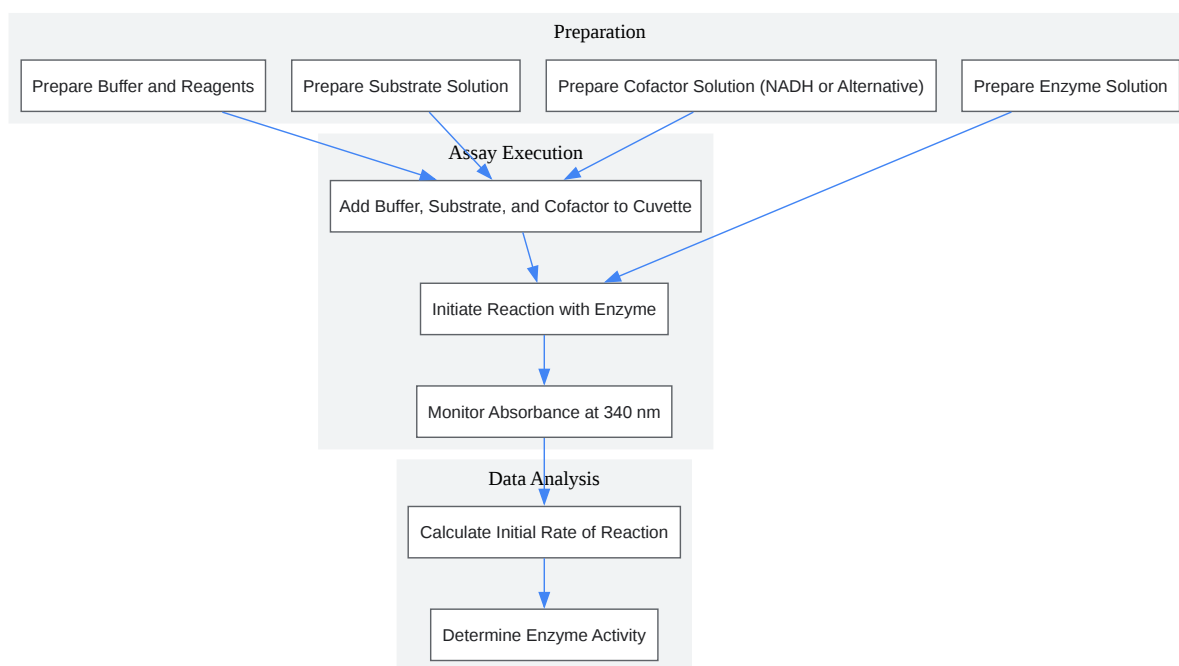 Preparation
Prepare Buffer and Reagents
Prepare Substrate Solution
Prepare Cofactor Solution (NADH or Alternative)
Prepare Enzyme Solution
Assay Execution
Add Buffer, Substrate, and Cofactor to Cuvette
Initiate Reaction with Enzyme
Monitor Absorbance at 340 nm
Data Analysis
Calculate Initial Rate of Reaction
Determine Enzyme Activity